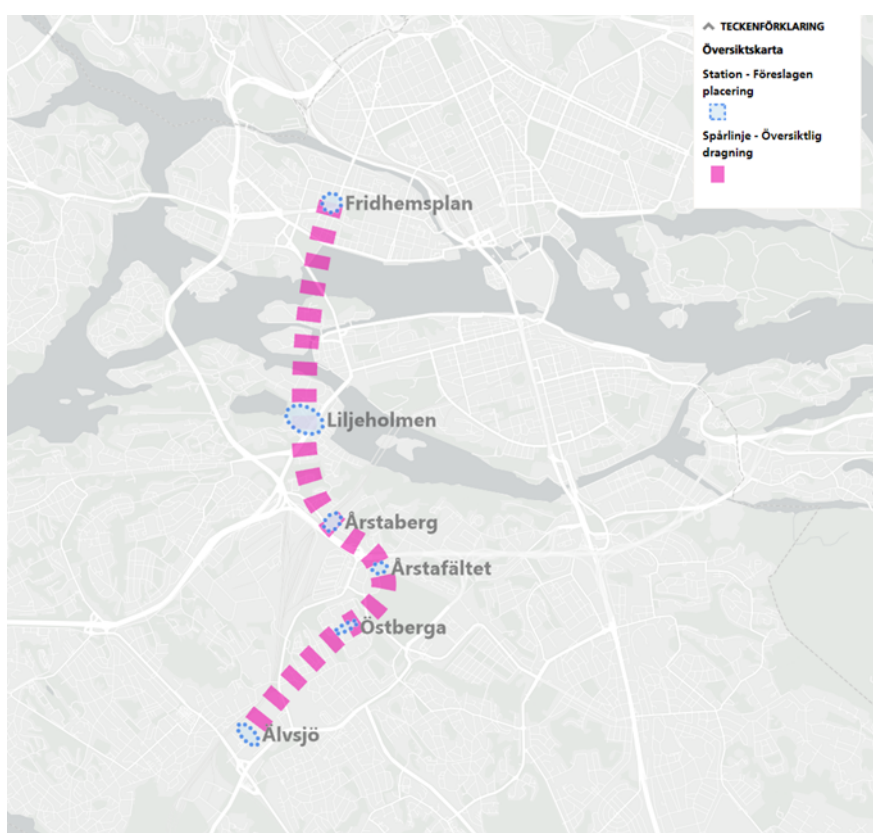 TECKENFÖRKLARING
Översiktskarta
Station - Föreslagen
placering
Spårlinje - Översiktlig
dragning
Fridhemsplan
Liljeholmen
Årstaberg
Årstafältet
Östberga
Älvsjö